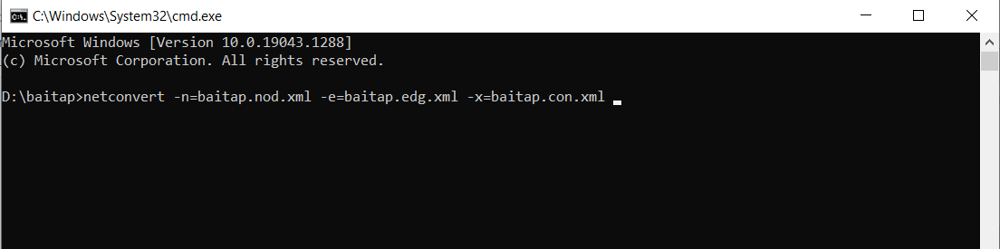 C:\Windows\System32\cmd.exe
Microsoft Windows [Version 10.0.19043.1288]
(c) Microsoft Corporation. All rights reserved.
D:\baitap>netconvert -n=baitap.nod.xml -e=baitap.edg.xml -x=baitap.con.xml